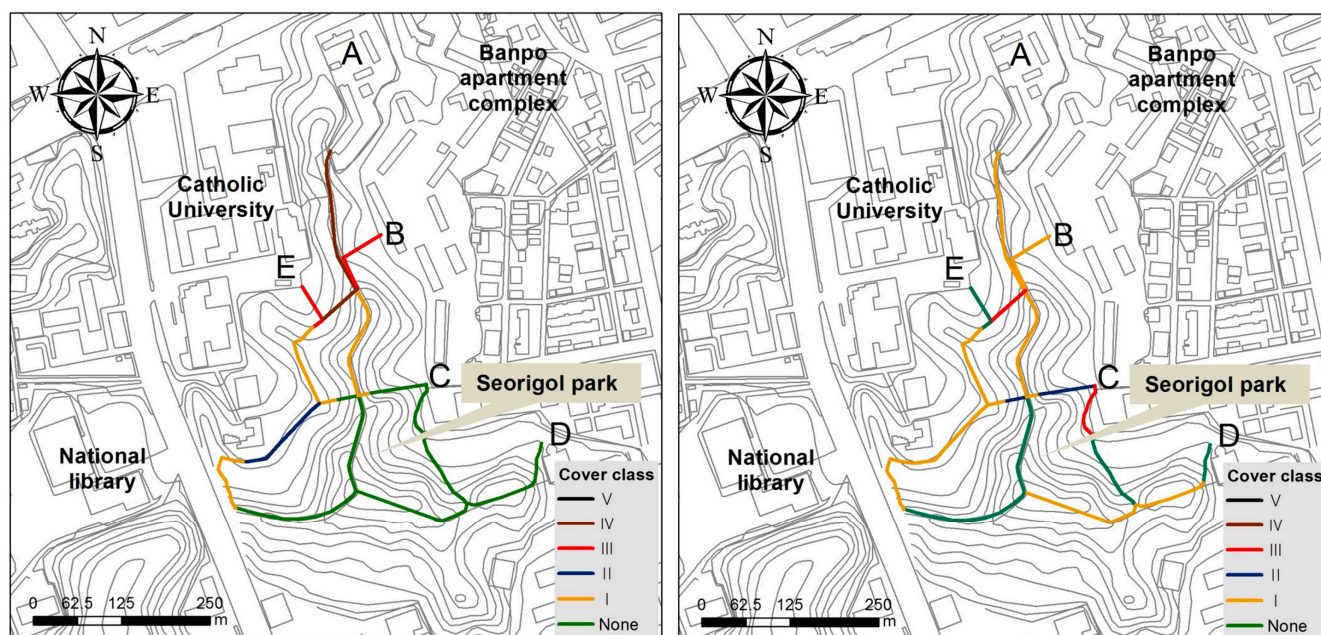 N
W E
S
A
Banpo
apartment
complex
Catholic
University
B
E
C
Seorigol park
D
National
library
Cover class
V
IV
III
II
I
None
0 62.5 125 250
m
N
W E
S
A
Banpo
apartment
complex
Catholic
University
B
E
C
Seorigol park
D
National
library
Cover class
V
IV
III
II
I
None
0 62.5 125 250
m